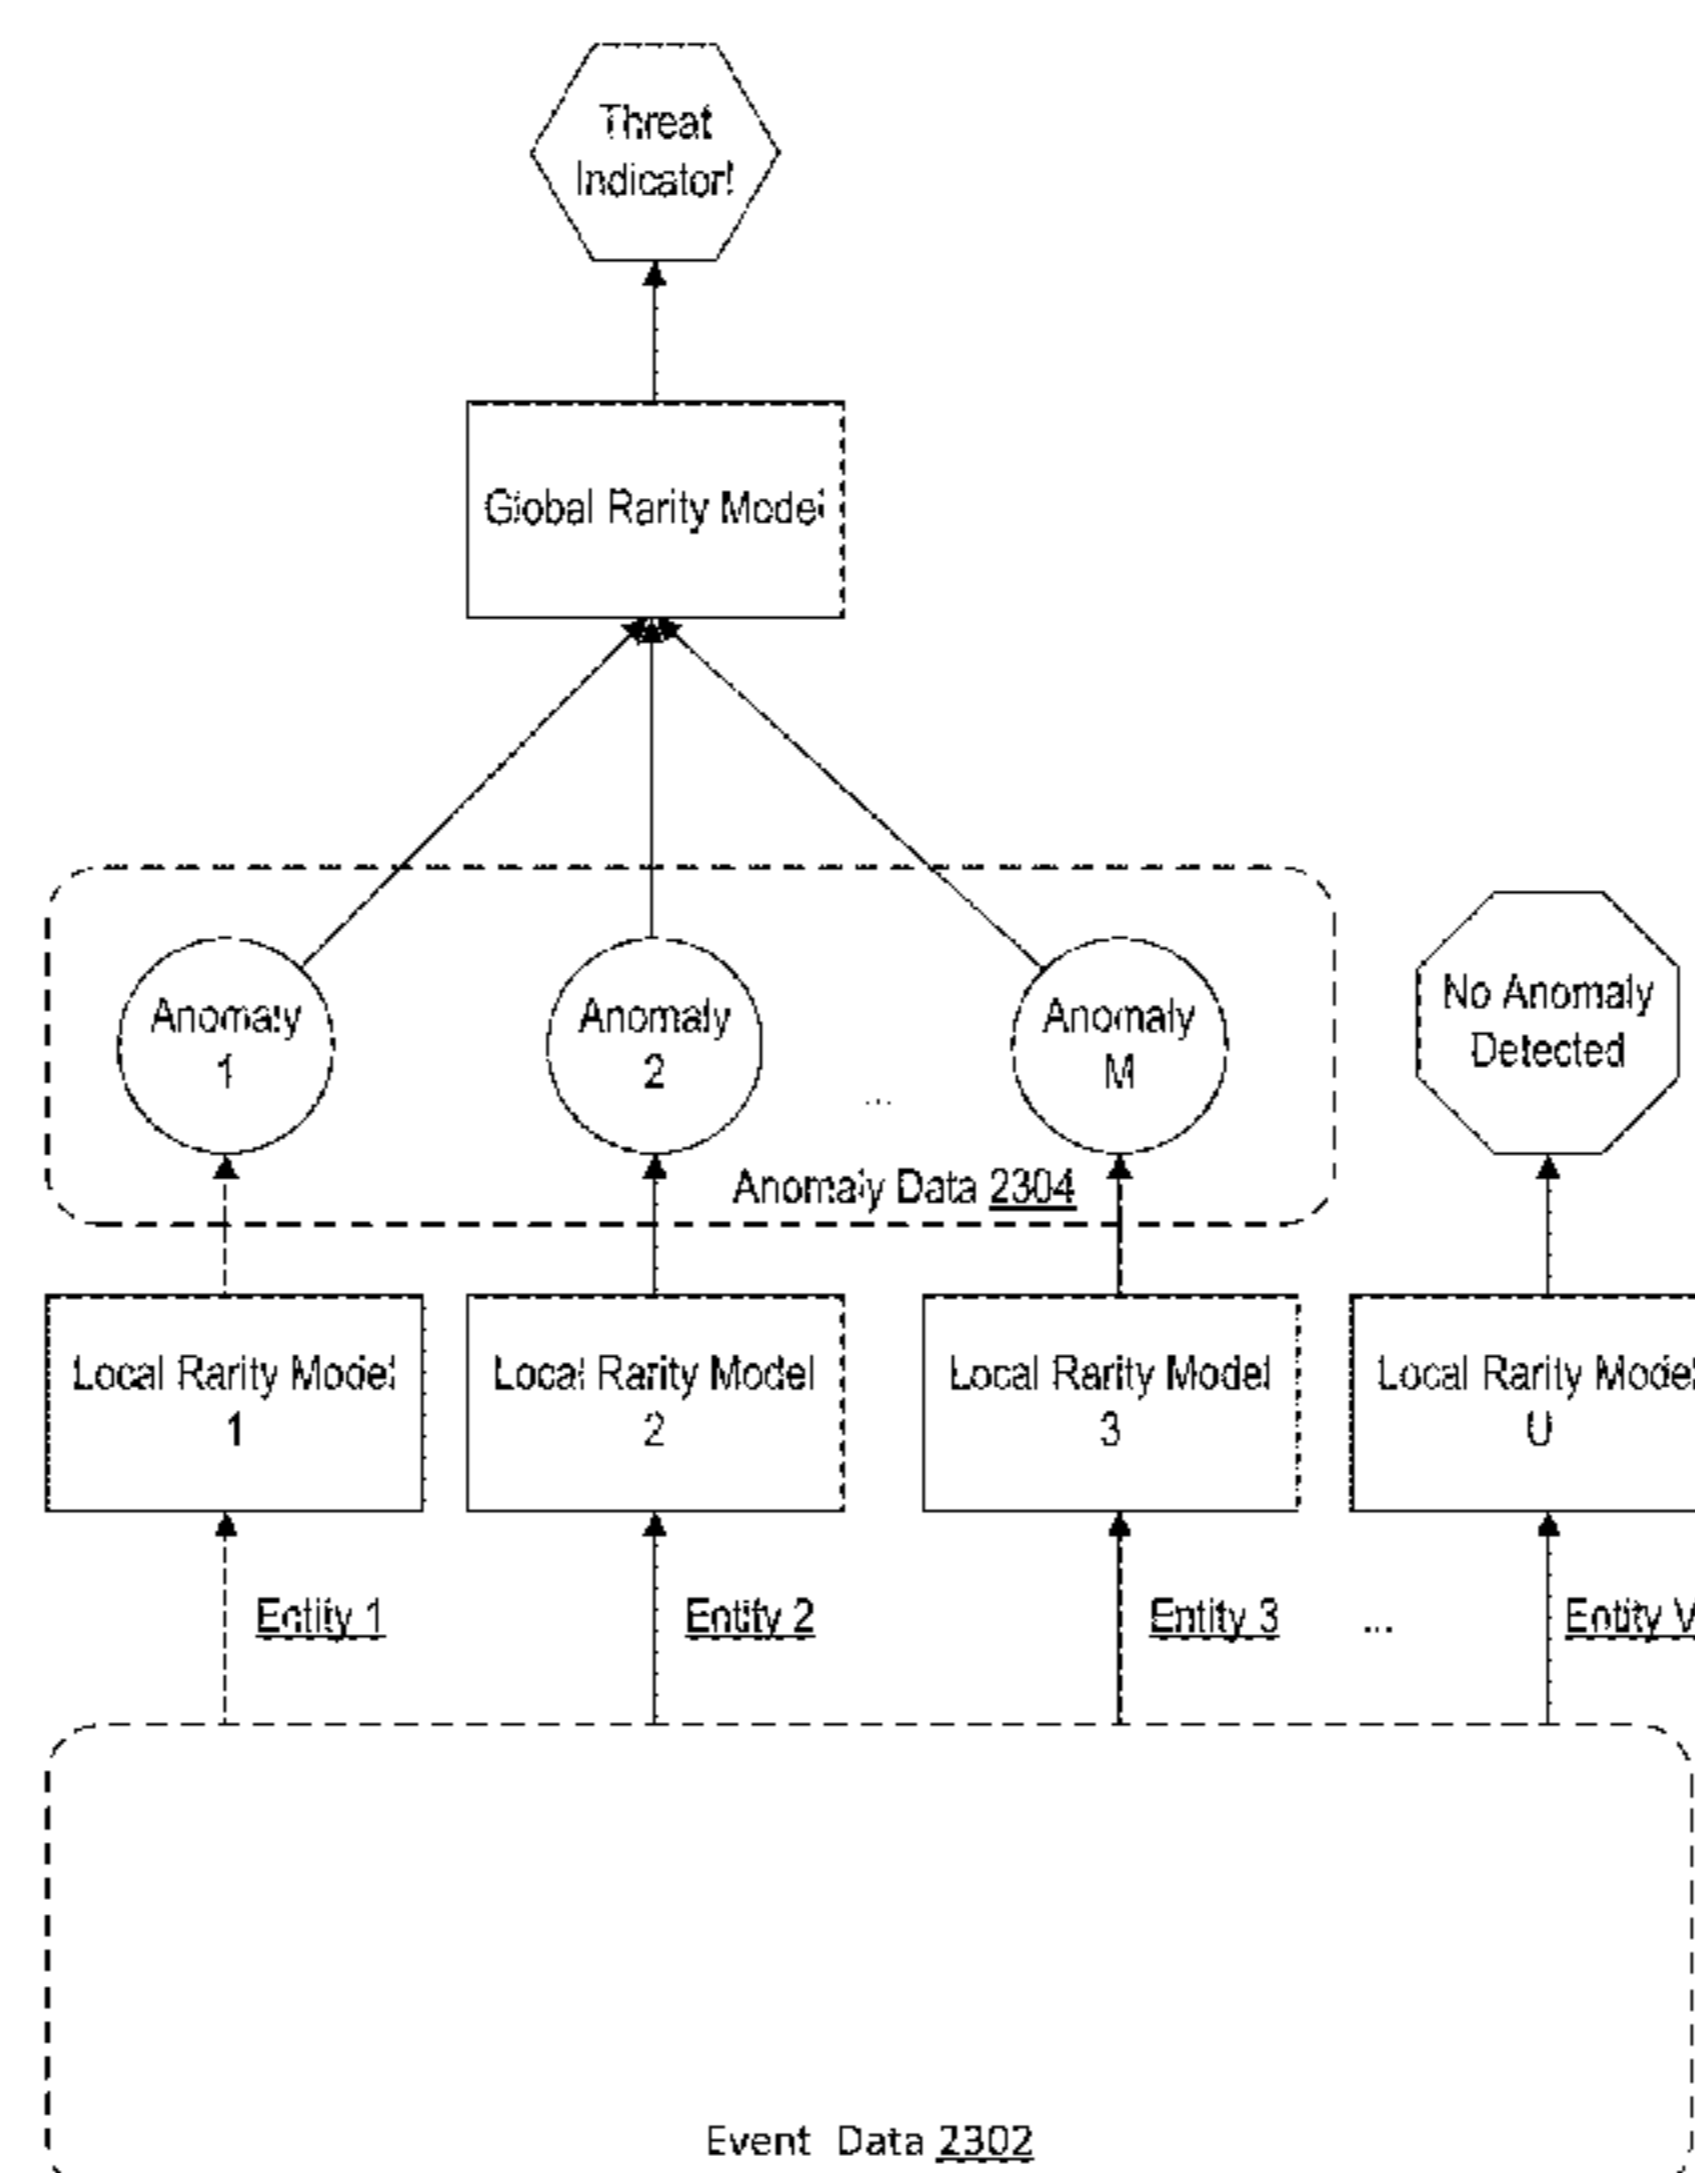 Threat
Indicator!
Global Rarity Model
Anomaly
1
Anomaly
2
...
Anomaly
M
No Anomaly
Detected
Anomaly Data 2304
Local Rarity Model
1
Local Rarity Model
2
Local Rarity Model
3
Local Rarity Model
U
Entity 1
Entity 2
Entity 3
...
Entity V
Event Data 2302